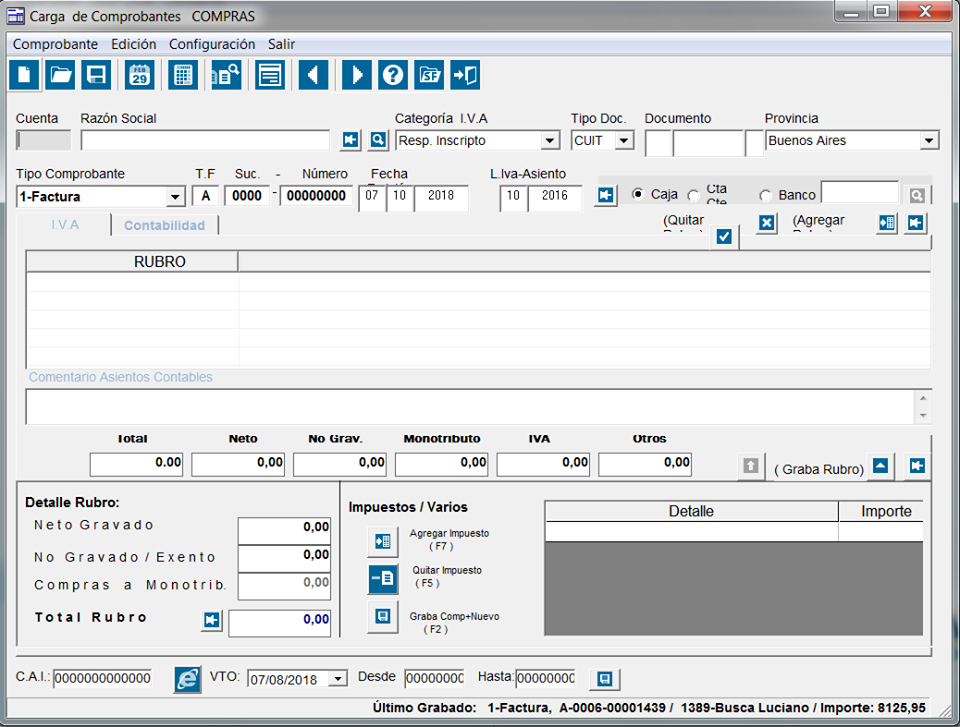 Carga de Comprobantes COMPRAS
Comprobante Edición Configuración Salir
29
Cuenta Razón Social Categoría I.V.A Tipo Doc. Documento Provincia
Resp. Inscripto CUIT Buenos Aires
Tipo Comprobante T.F Suc. - Número Fecha L.Iva-Asiento
1-Factura A 0000 - 00000000 07 10 2018 10 2016 Caja Cta Cte Banco
I.V.A Contabilidad (Quitar (Agregar
RUBRO
Comentario Asientos Contables
Total Neto No Grav. Monotributo IVA Otros
0.00 0,00 0,00 0,00 0,00 0,00 ( Graba Rubro)
Detalle Rubro:
Neto Gravado 0,00
No Gravado / Exento 0,00
Compras a Monotrib. 0,00
Total Rubro 0,00
Impuestos / Varios
Agregar Impuesto
( F7 )
Quitar Impuesto
( F5 )
Graba Comp+Nuevo
( F2 )
Detalle Importe
C.A.I.: 0000000000000 VTO: 07/08/2018 Desde 00000000 Hasta: 00000000
Último Grabado: 1-Factura, A-0006-00001439 / 1389-Busca Luciano / Importe: 8125,95